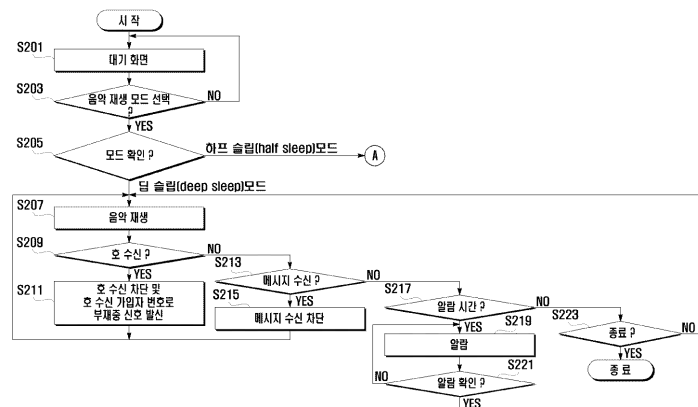 시 작
S201
대기 화면
S203
음악 재생 모드 선택
?
NO
YES
S205
모드 확인 ?
하프 슬립(half sleep)모드
A
딥 슬립(deep sleep)모드
S207
음악 재생
S209
호 수신 ?
NO
YES
S211
호 수신 차단 및
호 수신 가입자 번호로
부재중 신호 발신
S213
메시지 수신 ?
NO
YES
S215
메시지 수신 차단
S217
알람 시간 ?
NO
YES
S219
알람
S221
알람 확인 ?
NO
YES
S223
종료 ?
NO
YES
종 료